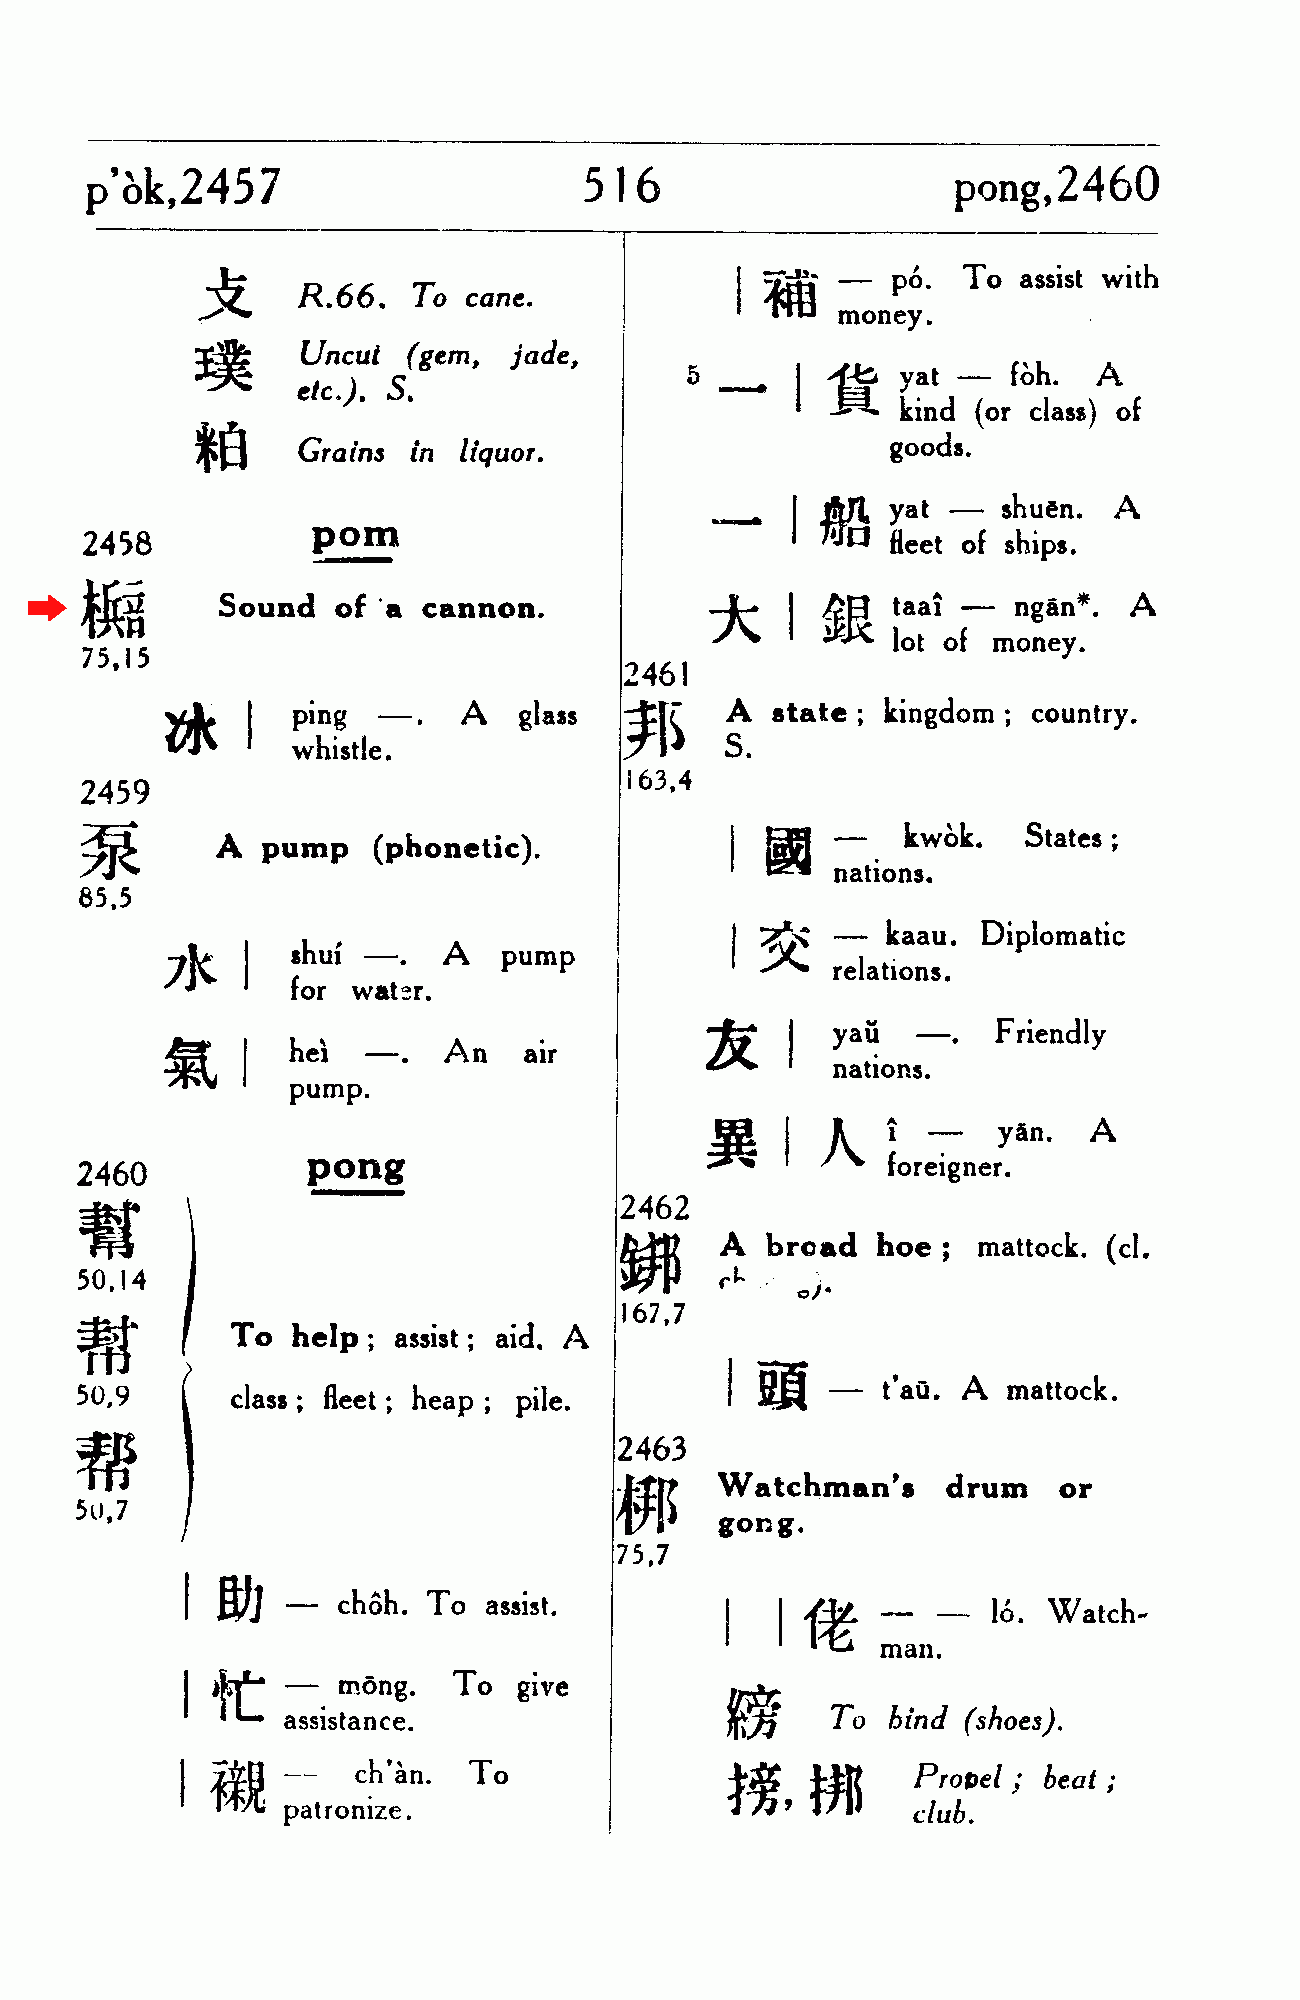 p’òk,2457 516 pong,2460
攴 R.66. To cane.
璞 Uncut (gem, jade,
etc.). S.
粕 Grains in liquor.
2458 pom
Sound of a cannon.
75,15
冰 | ping —. A glass
whistle.
2459
泵 A pump (phonetic).
85,5
水 | shuí —. A pump
for water.
氣 | heì —. An air
pump.
2460 pong
幫
50,14
幇 To help; assist; aid. A
50,9 class; fleet; heap; pile.
帮
50,7
| 助 — chôh. To assist.
| 忙 — mōng. To give
assistance.
| 襯 — ch’àn. To
patronize.
| 補 — pó. To assist with
money.
5 一 | 貨 yat — fòh. A
kind (or class) of
goods.
一 | 船 yat — shuēn. A
fleet of ships.
大 | 銀 taaî — ngān*. A
lot of money.
2461
邦 A state; kingdom; country.
S.
163,4
| 國 — kwòk. States;
nations.
| 交 — kaau. Diplomatic
relations.
友 | yaŭ —. Friendly
nations.
異 | 人 î — yān. A
foreigner.
2462
鎁 A broad hoe; mattock. (cl.
167,7
| 頭 — t’aū. A mattock.
2463
梆 Watchman’s drum or
gong.
75,7
| | 佬 — — ló. Watch-
man.
縍 To bind (shoes).
搒, 挷 Propel; beat;
club.